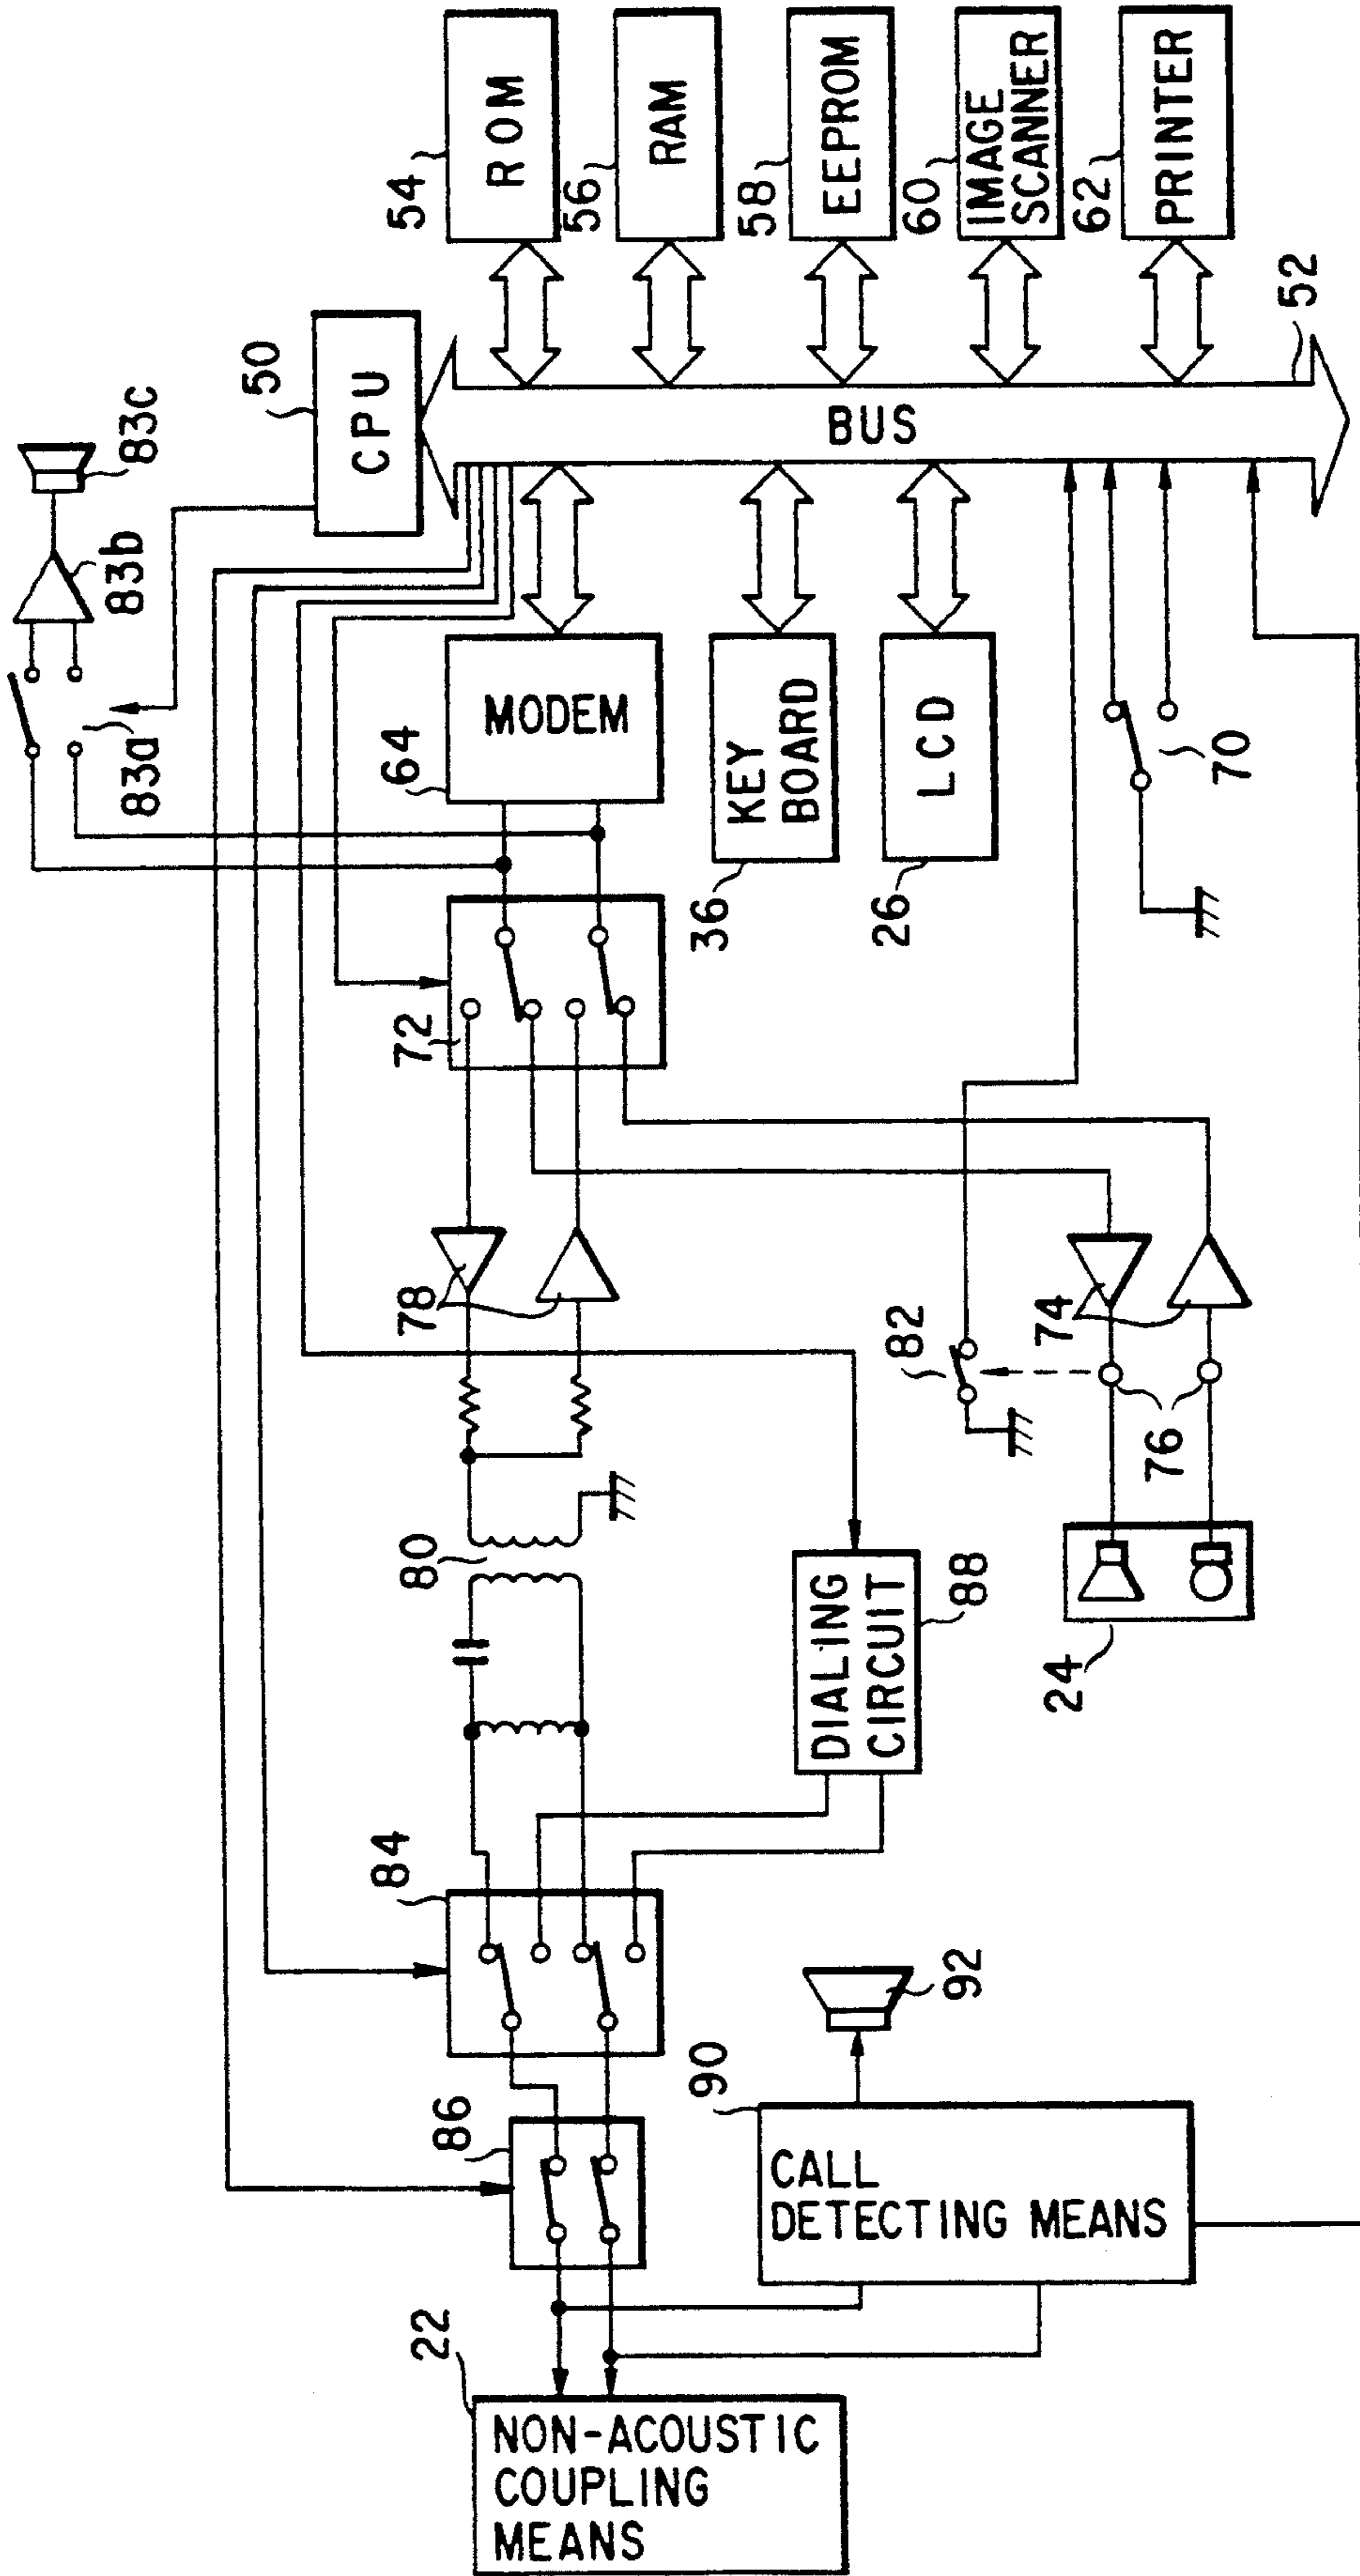 54
ROM
56
RAM
58
EEPROM
60
IMAGE
SCANNER
62
PRINTER
50
CPU
52
BUS
83c
83b
83a
64
MODEM
36
KEY
BOARD
26
LCD
70
72
78
82
74
76
24
80
88
DIALING
CIRCUIT
84
86
90
CALL
DETECTING MEANS
92
22
NON-ACOUSTIC
COUPLING
MEANS